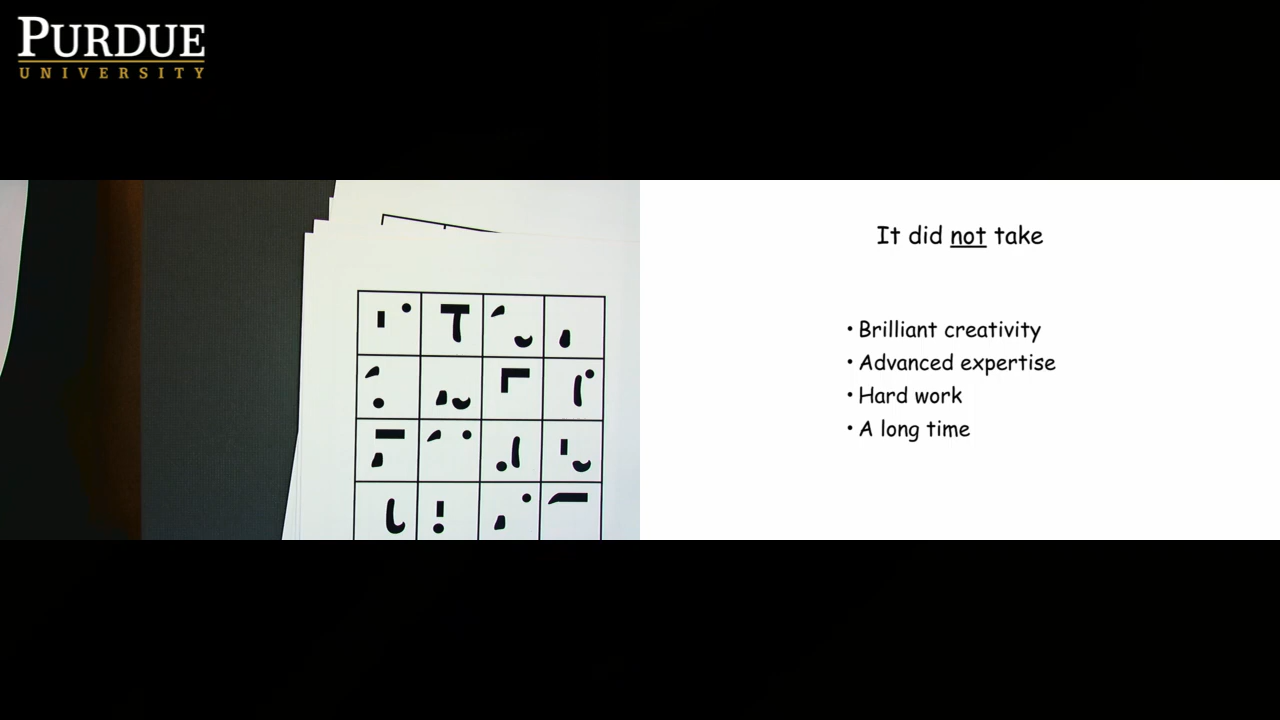 PURDUE
UNIVERSITY
It did not take
• Brilliant creativity
• Advanced expertise
• Hard work
• A long time